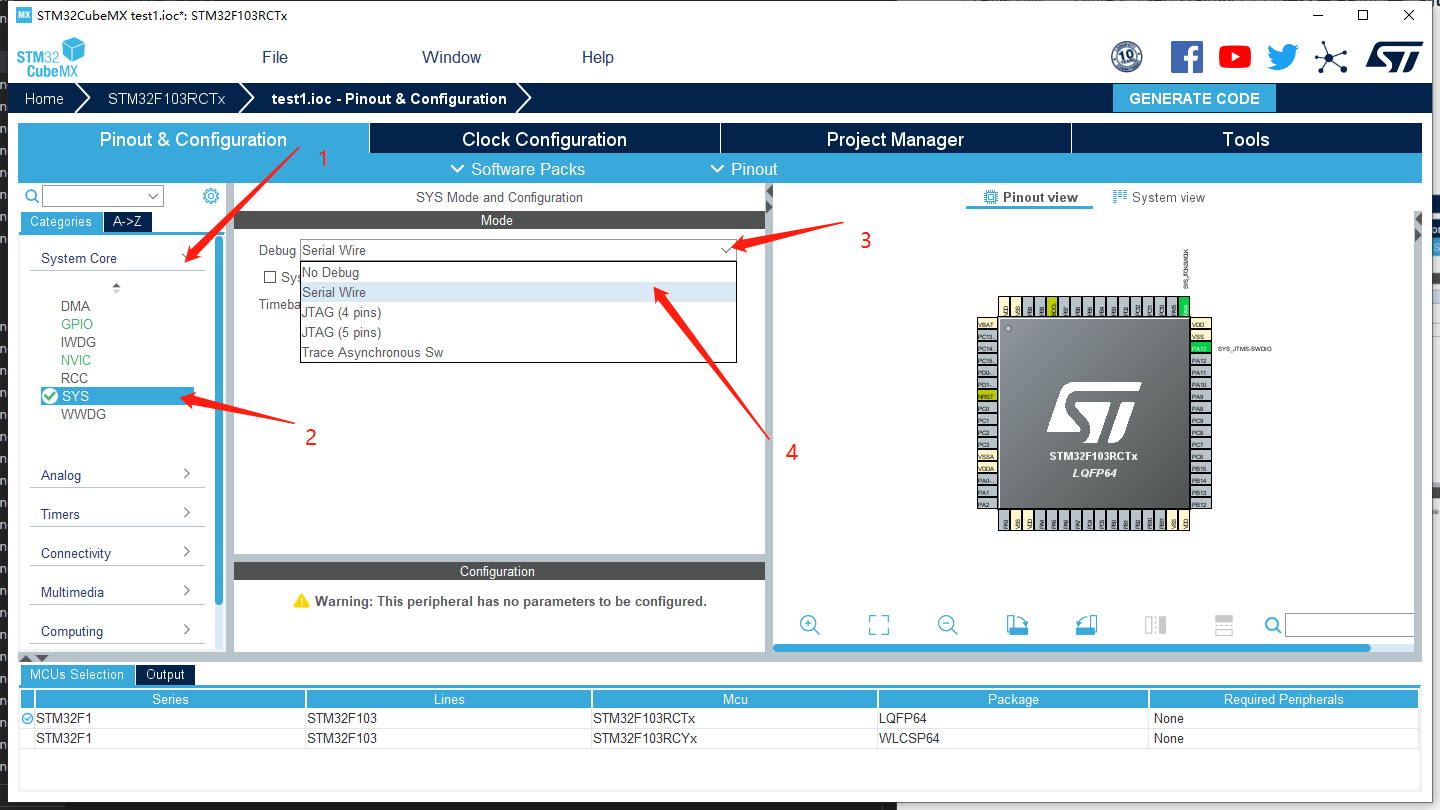 MX STM32CubeMX test1.ioc*: STM32F103RCTx
STM32
CubeMX
File Window Help
10 YEARS
Home STM32F103RCTx test1.ioc - Pinout & Configuration GENERATE CODE
Pinout & Configuration Clock Configuration Project Manager Tools
1
Software Packs Pinout
SYS Mode and Configuration
Pinout view System view
Categories A->Z
Mode
System Core
Debug Serial Wire
3
No Debug
Serial Wire
JTAG (4 pins)
JTAG (5 pins)
Trace Asynchronous Sw
Sys
Timeba
DMA
GPIO
IWDG
NVIC
RCC
SYS
WWDG
2
4
Analog
Timers
Connectivity
Multimedia
Computing
Configuration
Warning: This peripheral has no parameters to be configured.
SYS_JTCK-SWCLK
VBAT
PC13..
PC14..
PC15..
PD0-..
PD1-..
NRST
PC0
PC1
PC2
PC3
VSSA
VDDA
PA0-..
PA1
PA2
VDD
VSS
PA13 SYS_JTMS-SWDIO
PA12
PA11
PA10
PA9
PA8
PC9
PC8
PC7
PC6
PB15
PB14
PB13
PB12
STM32F103RCTx
LQFP64
MCUs Selection Output
Series Lines Mcu Package Required Peripherals
STM32F1 STM32F103 STM32F103RCTx LQFP64 None
STM32F1 STM32F103 STM32F103RCYx WLCSP64 None